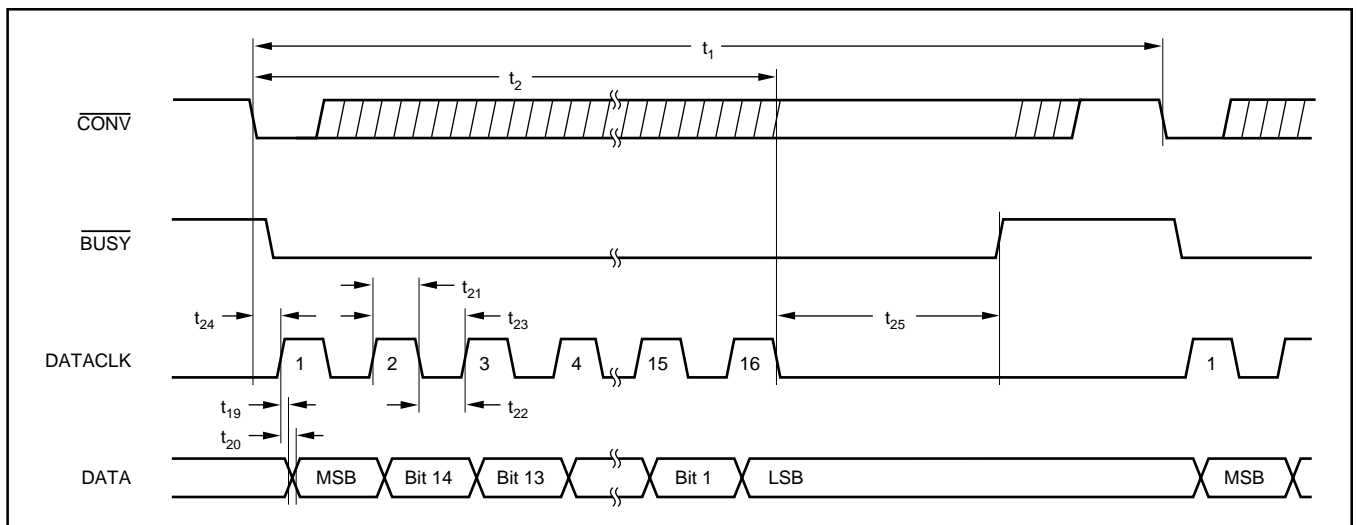 t1
t2
CONV
BUSY
t21
t24
t23
t25
DATACLK
1
2
3
4
15
16
1
t19
t22
t20
DATA
MSB
Bit 14
Bit 13
Bit 1
LSB
MSB